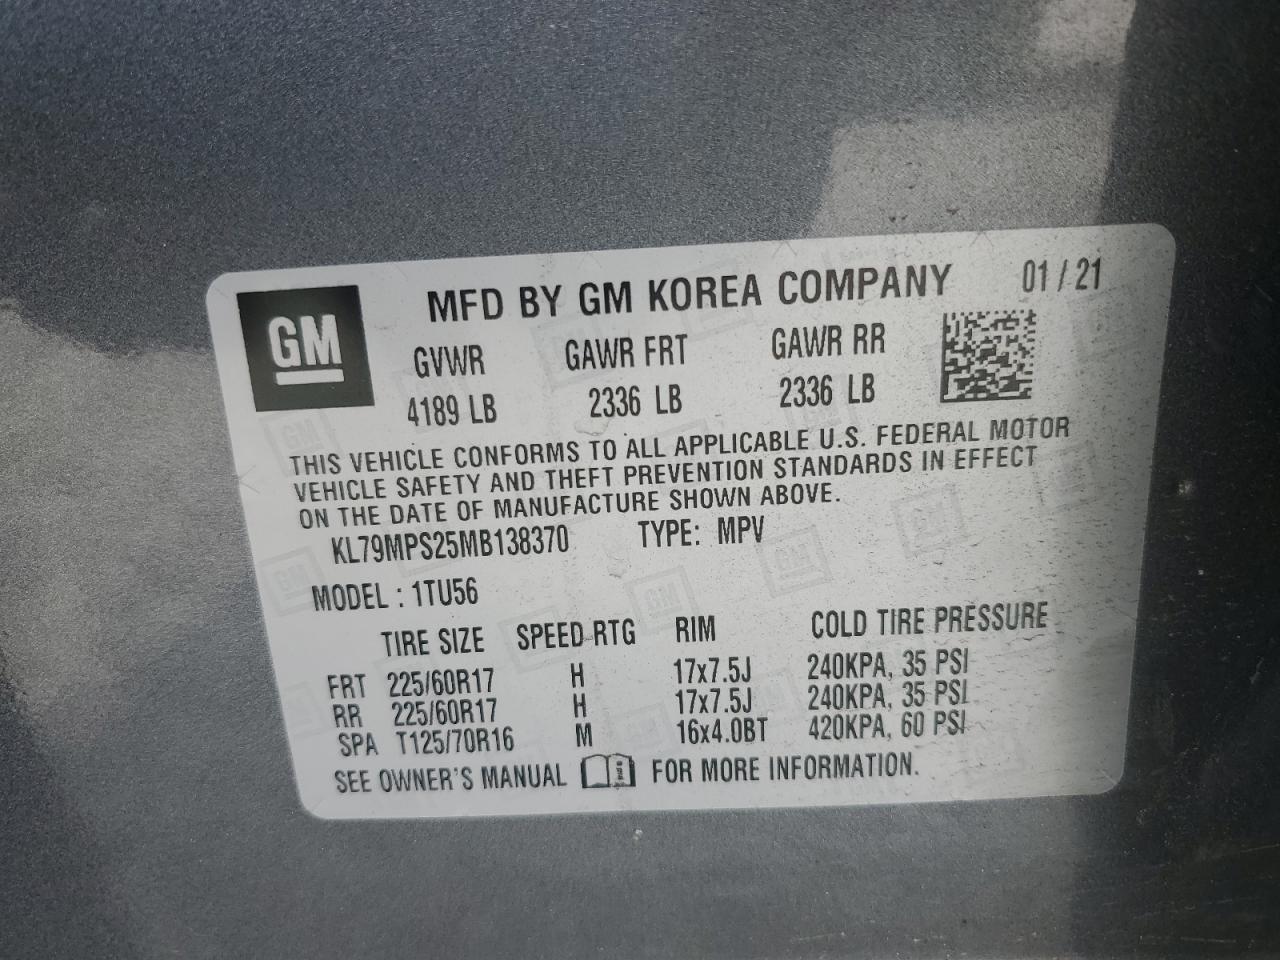 GM
MFD BY GM KOREA COMPANY 01 / 21
GVWR GAWR FRT GAWR RR
4189 LB 2336 LB 2336 LB
THIS VEHICLE CONFORMS TO ALL APPLICABLE U.S. FEDERAL MOTOR
VEHICLE SAFETY AND THEFT PREVENTION STANDARDS IN EFFECT
ON THE DATE OF MANUFACTURE SHOWN ABOVE.
KL79MPS25MB138370 TYPE: MPV
MODEL : 1TU56
TIRE SIZE SPEED RTG RIM COLD TIRE PRESSURE
FRT 225/60R17 H 17x7.5J 240KPA, 35 PSI
RR 225/60R17 H 17x7.5J 240KPA, 35 PSI
SPA T125/70R16 M 16x4.0BT 420KPA, 60 PSI
SEE OWNER'S MANUAL FOR MORE INFORMATION.